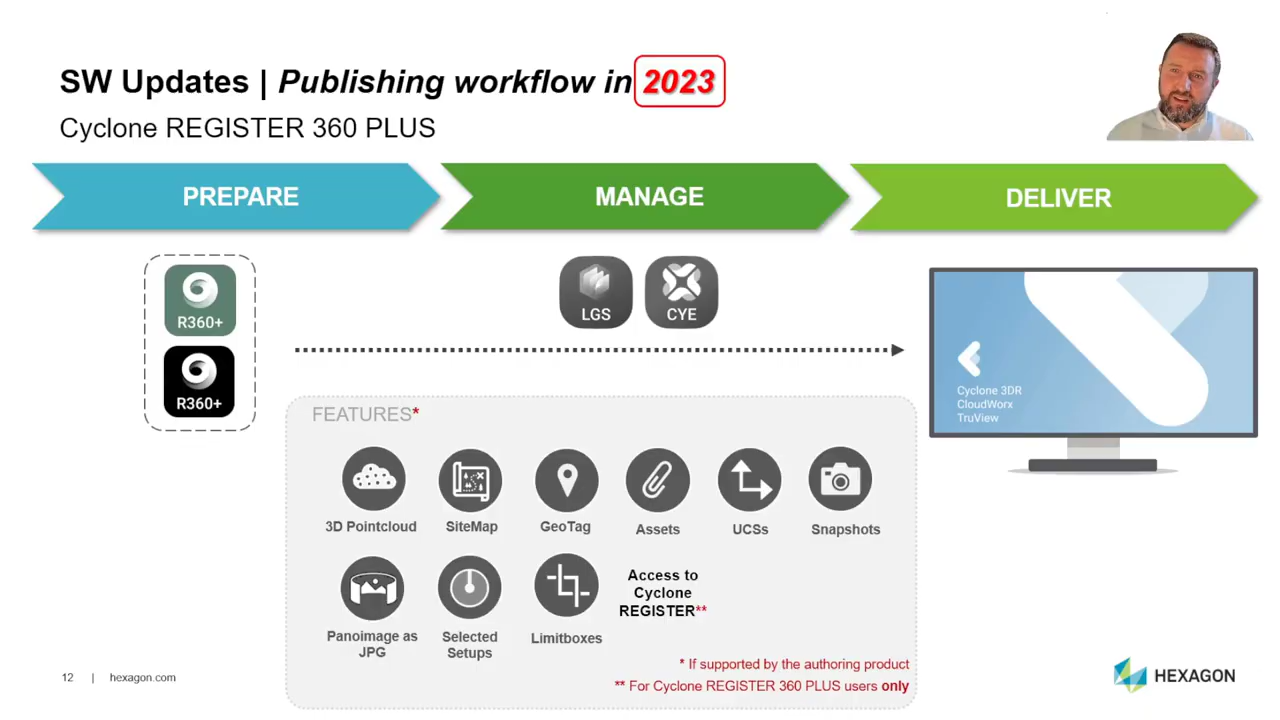 SW Updates | Publishing workflow in 2023
Cyclone REGISTER 360 PLUS
PREPARE
MANAGE
DELIVER
R360+
R360+
LGS
CYE
Cyclone 3DR
CloudWorx
TruView
FEATURES*
3D Pointcloud
SiteMap
GeoTag
Assets
UCSs
Snapshots
Panoimage as
JPG
Selected
Setups
Limitboxes
Access to
Cyclone
REGISTER**
* If supported by the authoring product
** For Cyclone REGISTER 360 PLUS users only
12 | hexagon.com
HEXAGON